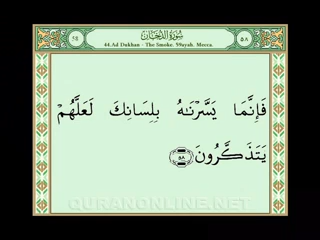 58
سُورَةُ الدُّخَانِ
٥٨
44.Ad Dukhan - The Smoke. 59ayah. Mecca.
فَإِنَّمَا يَسَّرْنَٰهُ بِلِسَانِكَ لَعَلَّهُمْ
يَتَذَكَّرُونَ ٥٨
QURANONLINE.NET